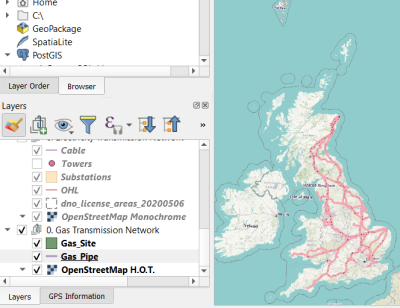 Home
C:\
GeoPackage
SpatiaLite
PostGIS
Layer Order
Browser
Layers
Cable
Towers
Substations
OHL
dno_license_areas_20200506
OpenStreetMap Monochrome
0. Gas Transmission Network
Gas_Site
Gas_Pipe
OpenStreetMap H.O.T.
Layers
GPS Information
Ireland